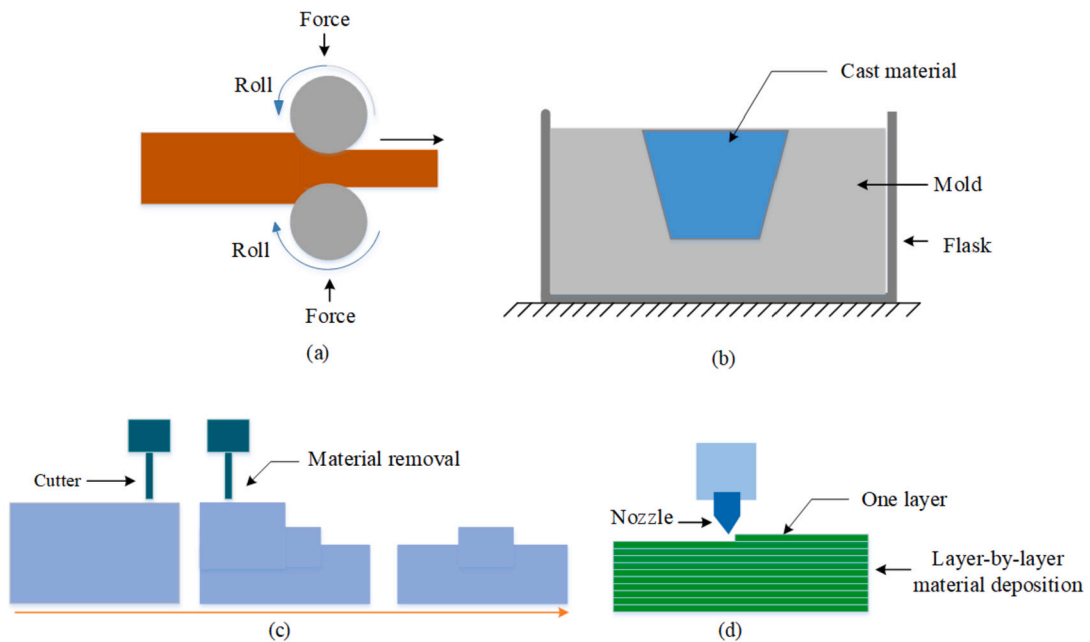 Force
Roll
Roll
Force
(a)
Cast material
Mold
Flask
(b)
Cutter
Material removal
(c)
One layer
Nozzle
Layer-by-layer
material deposition
(d)